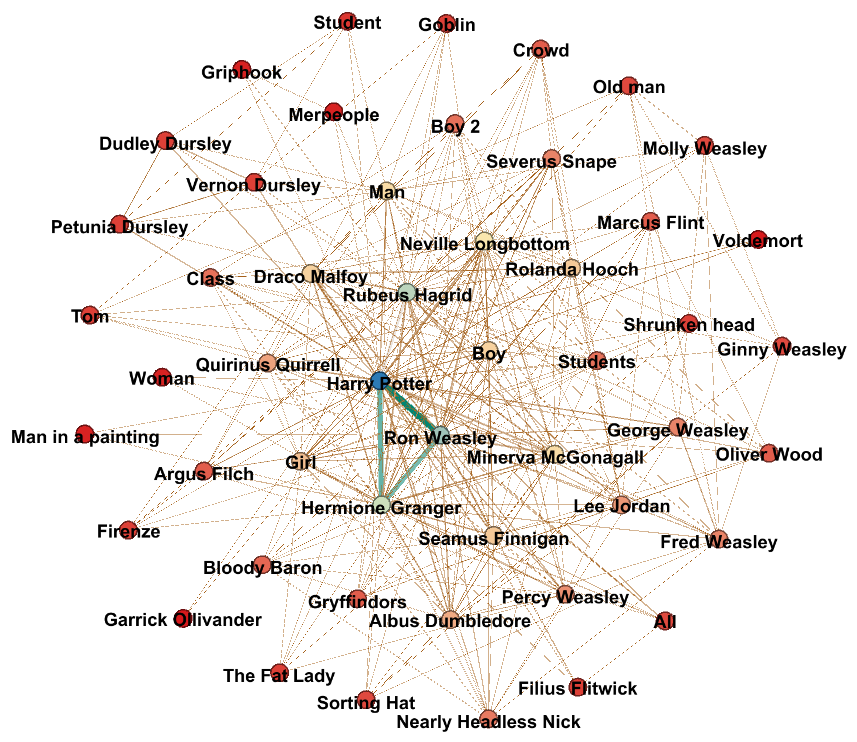 Student
Goblin
Crowd
Griphook
Old man
Merpeople
Boy 2
Dudley Dursley
Severus Snape
Molly Weasley
Vernon Dursley
Man
Petunia Dursley
Marcus Flint
Neville Longbottom
Voldemort
Class
Draco Malfoy
Rolanda Hooch
Rubeus Hagrid
Tom
Shrunken head
Boy
Ginny Weasley
Quirinus Quirrell
Students
Woman
Harry Potter
Man in a painting
Ron Weasley
George Weasley
Oliver Wood
Minerva McGonagall
Girl
Argus Filch
Hermione Granger
Lee Jordan
Firenze
Seamus Finnigan
Fred Weasley
Bloody Baron
Gryffindors
Percy Weasley
Garrick Ollivander
Albus Dumbledore
All
The Fat Lady
Filius Flitwick
Sorting Hat
Nearly Headless Nick